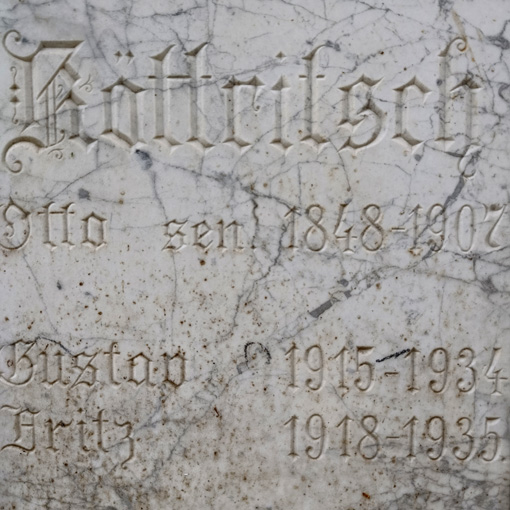 Köttritsch
Otto sen. 1848-1907
Gustav 1915-1934
Fritz 1918-1935